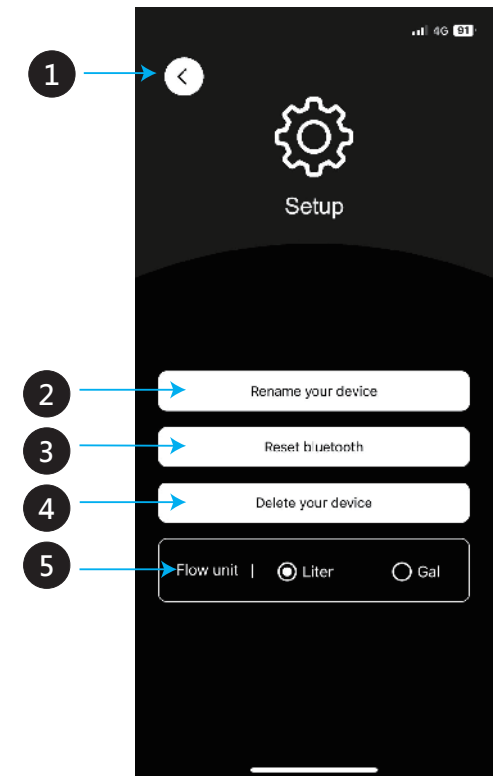 4G 91
1
Setup
2 Rename your device
3 Reset bluetooth
4 Delete your device
5 Flow unit | Liter Gal